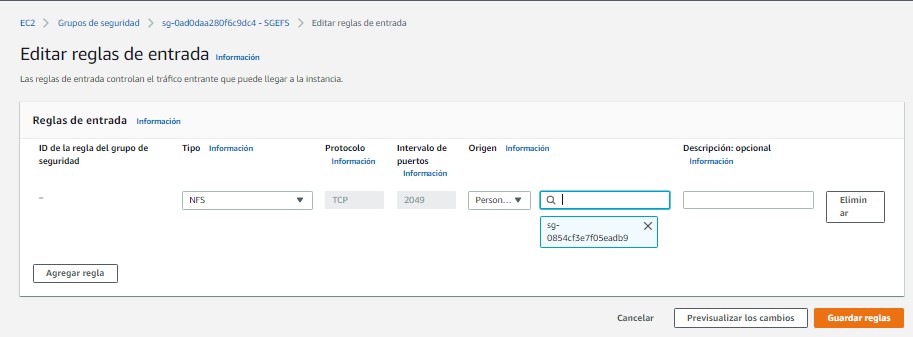 EC2 > Grupos de seguridad > sg-0ad0daa280f6c9dc4 - SGEFS > Editar reglas de entrada
Editar reglas de entrada Información
Las reglas de entrada controlan el tráfico entrante que puede llegar a la instancia.
Reglas de entrada Información
ID de la regla del grupo de seguridad
Tipo Información
Protocolo Información
Intervalo de puertos Información
Origen Información
Descripción: opcional Información
–
NFS
TCP
2049
Person...
sg-
0854cf3e7f05eadb9
Elimin
ar
Agregar regla
Cancelar
Previsualizar los cambios
Guardar reglas